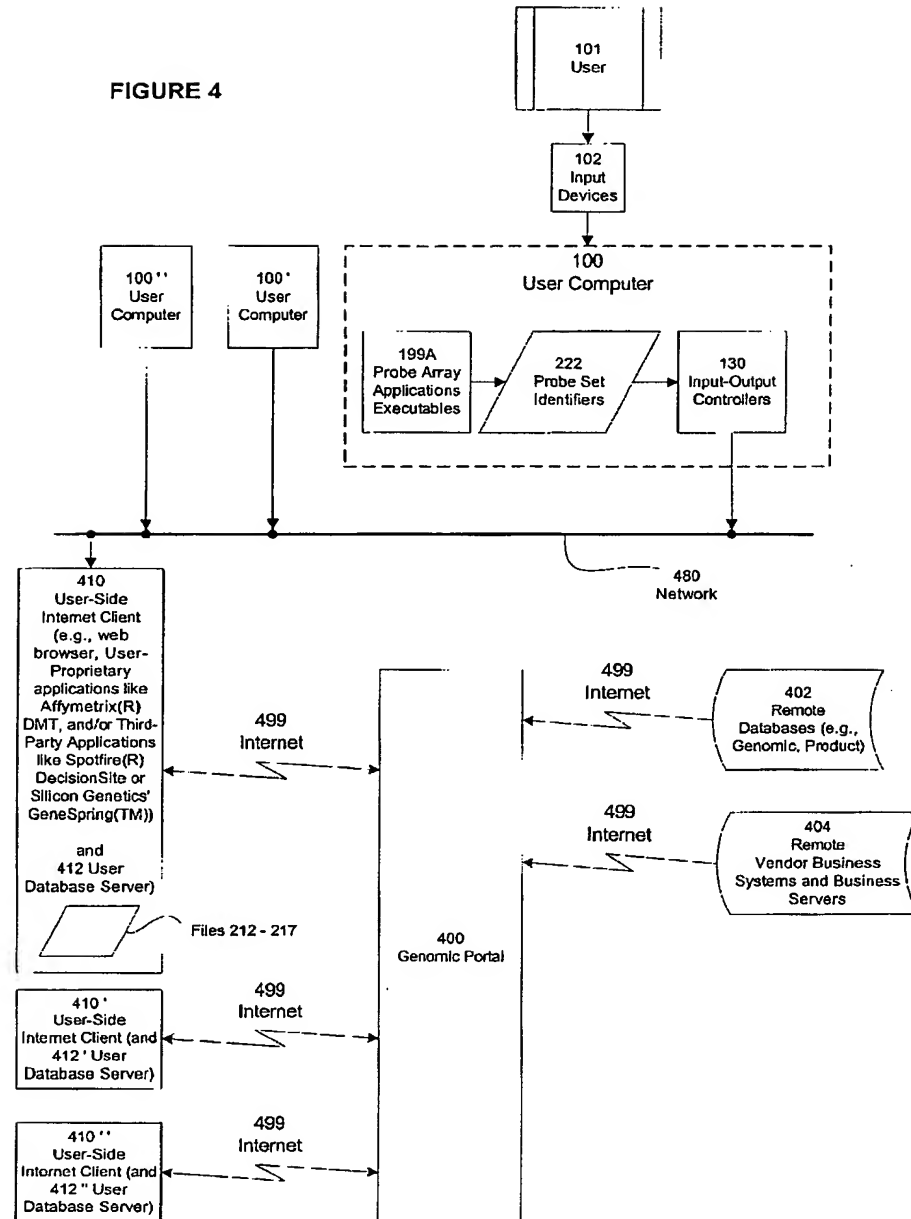 FIGURE 4
101
User
102
Input
Devices
100
User Computer
100''
User
Computer
100'
User
Computer
199A
Probe Array
Applications
Executables
222
Probe Set
Identifiers
130
Input-Output
Controllers
480
Network
410
User-Side
Internet Client
(e.g., web
browser, User-
Proprietary
applications like
Affymetrix(R)
DMT, and/or Third-
Party Applications
like Spotfire(R)
DecisionSite or
Silicon Genetics'
GeneSpring(TM))
and
412 User
Database Server)
Files 212 - 217
499
Internet
400
Genomic Portal
499
Internet
402
Remote
Databases (e.g.,
Genomic, Product)
499
Internet
404
Remote
Vendor Business
Systems and Business
Servers
410'
User-Side
Internet Client (and
412' User
Database Server)
499
Internet
410''
User-Side
Internet Client (and
412'' User
Database Server)
499
Internet